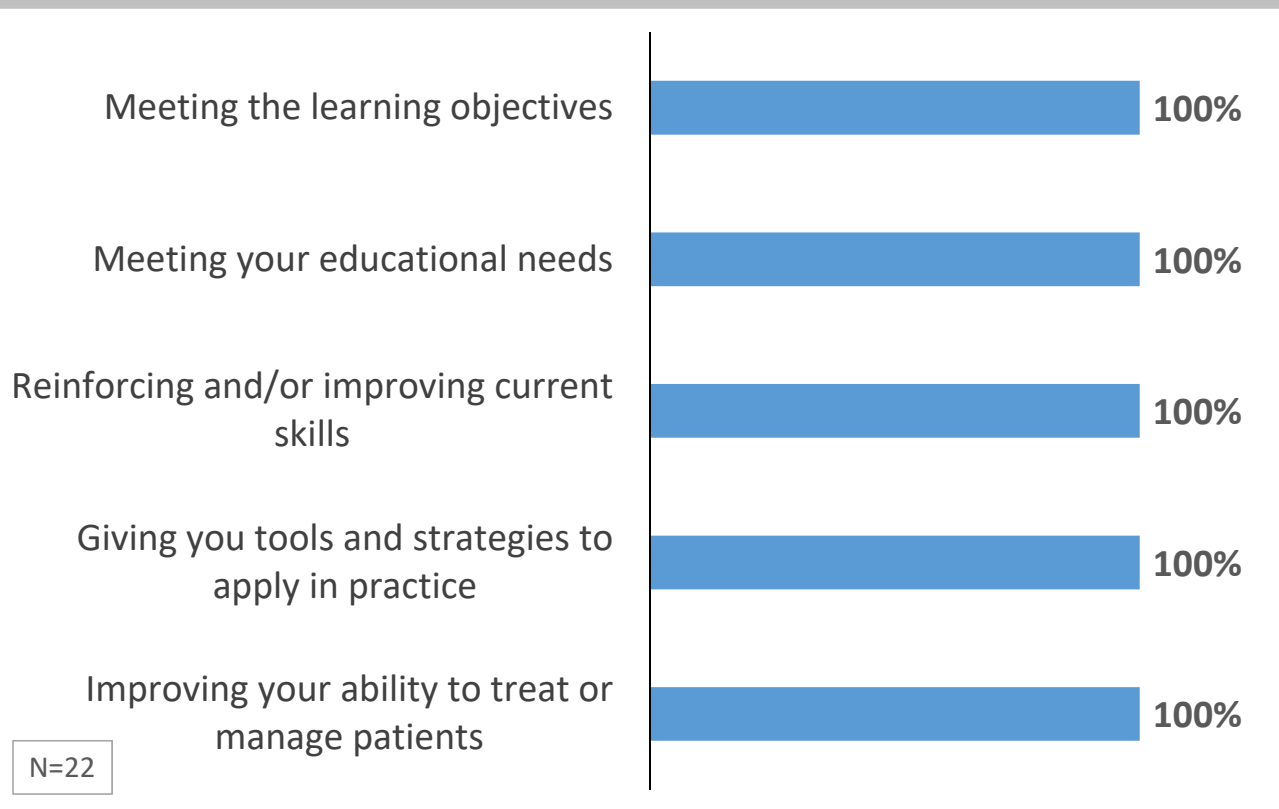 Meeting the learning objectives
100%
Meeting your educational needs
100%
Reinforcing and/or improving current
skills
100%
Giving you tools and strategies to
apply in practice
100%
Improving your ability to treat or
manage patients
100%
N=22